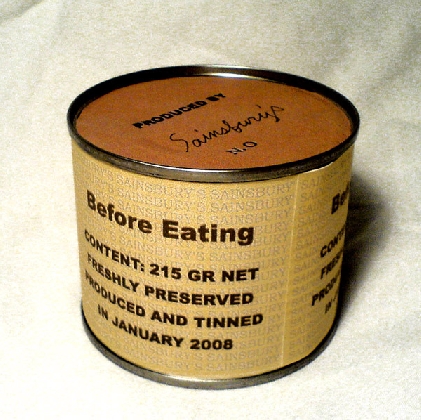 PRODUCED BY
Sainsbury's
N.O
Before Eating
CONTENT: 215 GR NET
FRESHLY PRESERVED
PRODUCED AND TINNED
IN JANUARY 2008